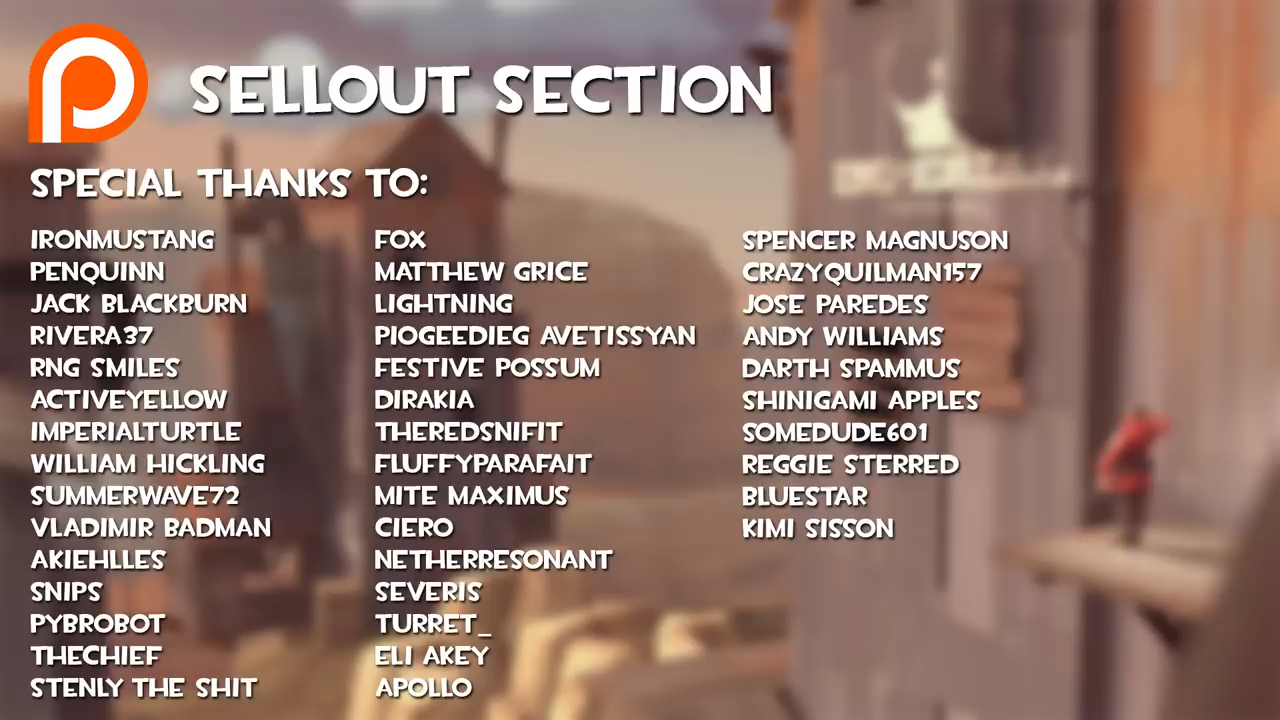 SELLOUT SECTION
SPECIAL THANKS TO:
IRONMUSTANG
PENQUINN
JACK BLACKBURN
RIVERA37
RNG SMILES
ACTIVEYELLOW
IMPERIALTURTLE
WILLIAM HICKLING
SUMMERWAVE72
VLADIMIR BADMAN
AKIEHLLES
SNIPS
PYBROBOT
THECHIEF
STENLY THE SHIT
FOX
MATTHEW GRICE
LIGHTNING
PIOGEEDIEG AVETISSYAN
FESTIVE POSSUM
DIRAKIA
THEREDSNIFIT
FLUFFYPARAFAIT
MITE MAXIMUS
CIERO
NETHERRESONANT
SEVERIS
TURRET_
ELI AKEY
APOLLO
SPENCER MAGNUSON
CRAZYQUILMAN157
JOSE PAREDES
ANDY WILLIAMS
DARTH SPAMMUS
SHINIGAMI APPLES
SOMEDUDE601
REGGIE STERRED
BLUESTAR
KIMI SISSON